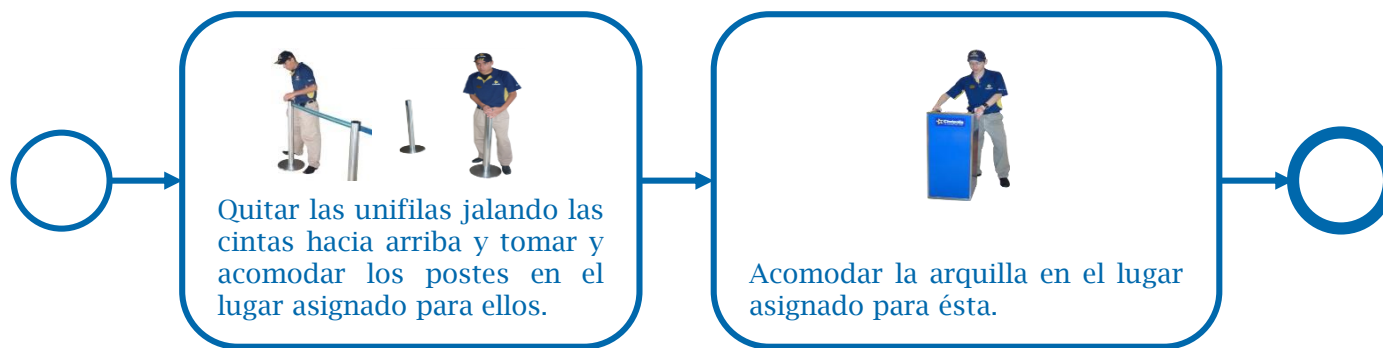 Quitar las unifilas jalando las
cintas hacia arriba y tomar y
acomodar los postes en el
lugar asignado para ellos.
Acomodar la arquilla en el lugar
asignado para ésta.